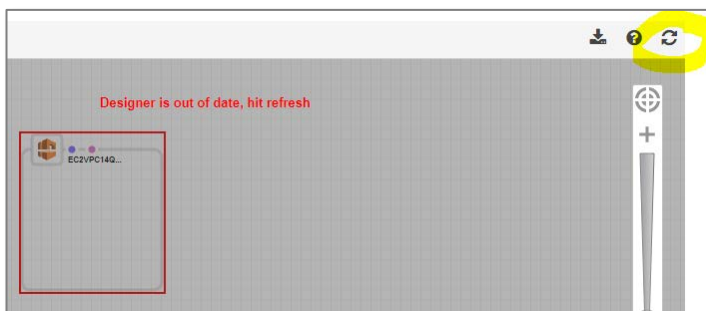 Designer is out of date, hit refresh
EC2VPC14Q...